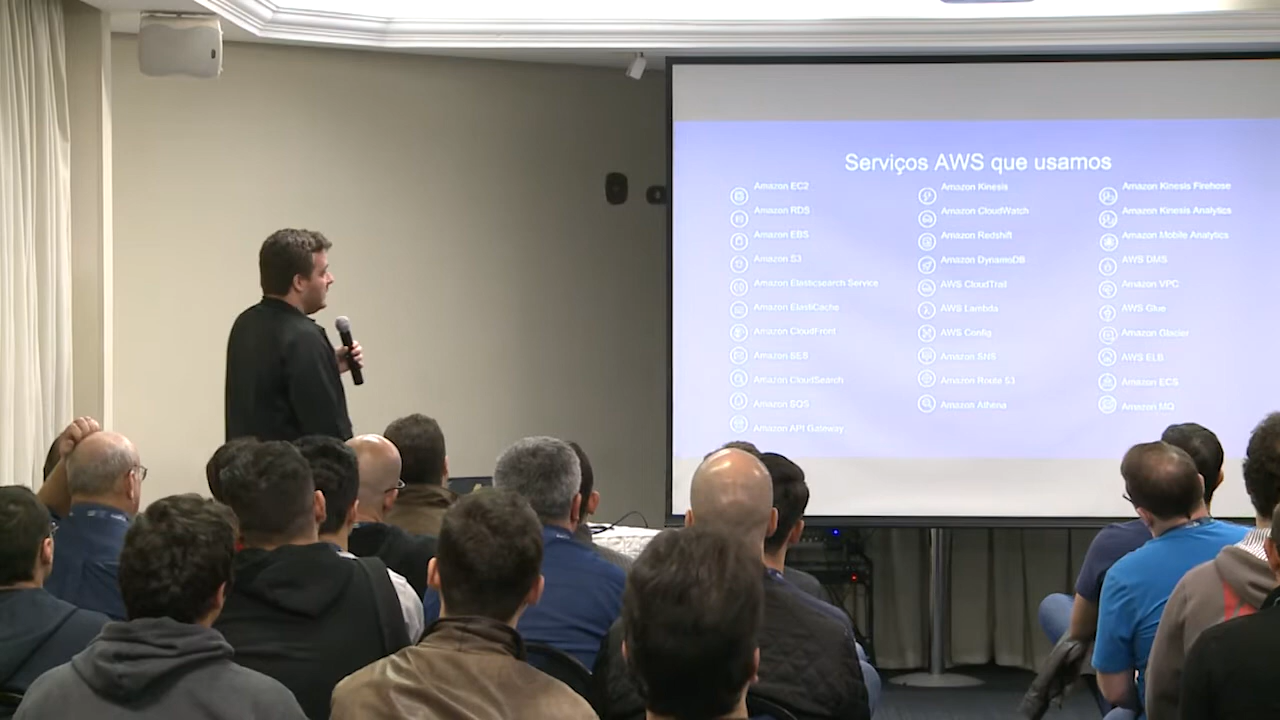 Serviços AWS que usamos
Amazon EC2
Amazon RDS
Amazon EBS
Amazon S3
Amazon Elasticsearch Service
Amazon ElastiCache
Amazon CloudFront
Amazon SES
Amazon CloudSearch
Amazon SQS
Amazon API Gateway
Amazon Kinesis
Amazon CloudWatch
Amazon Redshift
Amazon DynamoDB
AWS CloudTrail
AWS Lambda
AWS Config
Amazon SNS
Amazon Route 53
Amazon Athena
Amazon Kinesis Firehose
Amazon Kinesis Analytics
Amazon Mobile Analytics
AWS DMS
Amazon VPC
AWS Glue
Amazon Glacier
AWS ELB
Amazon ECS
Amazon MQ